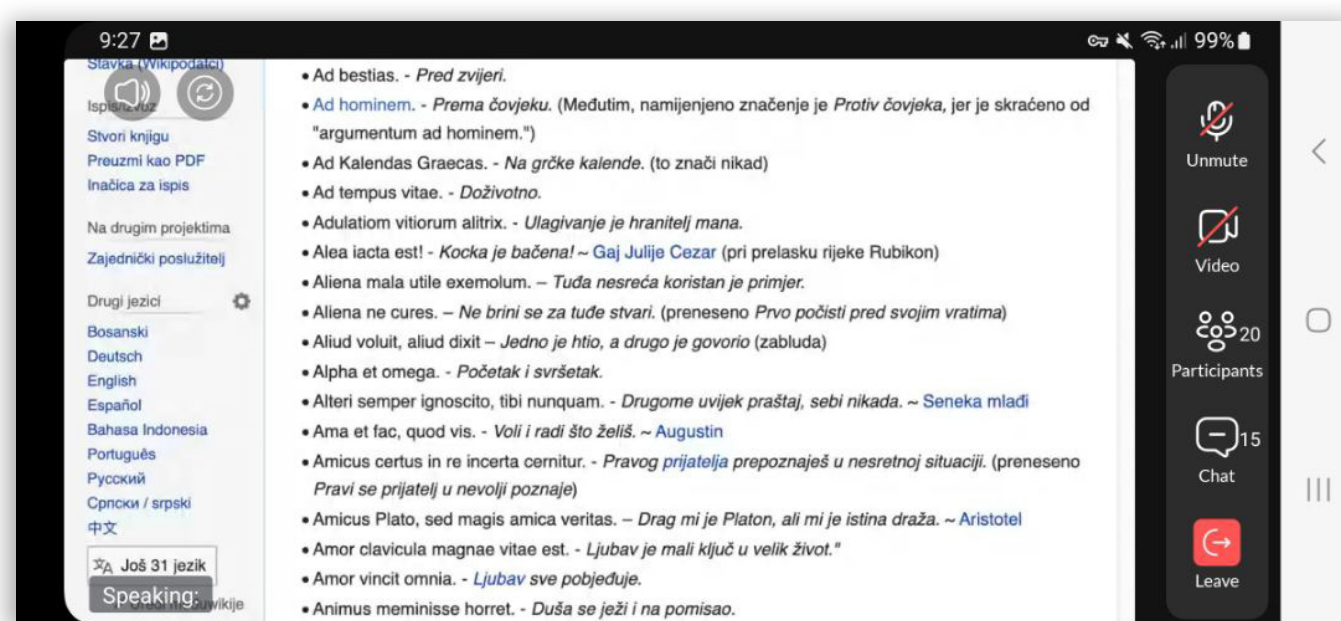 9:27
99%
Stavka (Wikipodatci)
Ispis/izvoz
Stvori knjigu
Preuzmi kao PDF
Inačica za ispis
Na drugim projektima
Zajednički poslužitelj
Drugi jezici
Bosanski
Deutsch
English
Español
Bahasa Indonesia
Português
Русский
Српски / srpski
中文
Još 31 jezik
Speaking:
• Ad bestias. - Pred zvijeri.
• Ad hominem. - Prema čovjeku. (Međutim, namijenjeno značenje je Protiv čovjeka, jer je skraćeno od
"argumentum ad hominem.")
• Ad Kalendas Graecas. - Na grčke kalende. (to znači nikad)
• Ad tempus vitae. - Doživotno.
• Adulatiom vitiorum alitrix. - Ulagivanje je hranitelj mana.
• Alea iacta est! - Kocka je bačena! ~ Gaj Julije Cezar (pri prelasku rijeke Rubikon)
• Aliena mala utile exemolum. – Tuđa nesreća koristan je primjer.
• Aliena ne cures. – Ne brini se za tuđe stvari. (preneseno Prvo počisti pred svojim vratima)
• Aliud voluit, aliud dixit – Jedno je htio, a drugo je govorio (zabluda)
• Alpha et omega. - Početak i svršetak.
• Alteri semper ignoscito, tibi nunquam. - Drugome uvijek praštaj, sebi nikada. ~ Seneka mlađi
• Ama et fac, quod vis. - Voli i radi što želiš. ~ Augustin
• Amicus certus in re incerta cernitur. - Pravog prijatelja prepoznaješ u nesretnoj situaciji. (preneseno
Pravi se prijatelj u nevolji poznaje)
• Amicus Plato, sed magis amica veritas. – Drag mi je Platon, ali mi je istina draža. ~ Aristotel
• Amor clavicula magnae vitae est. - Ljubav je mali ključ u velik život."
• Amor vincit omnia. - Ljubav sve pobjeđuje.
• Animus meminisse horret. - Duša se ježi i na pomisao.
Unmute
Video
20
Participants
15
Chat
Leave